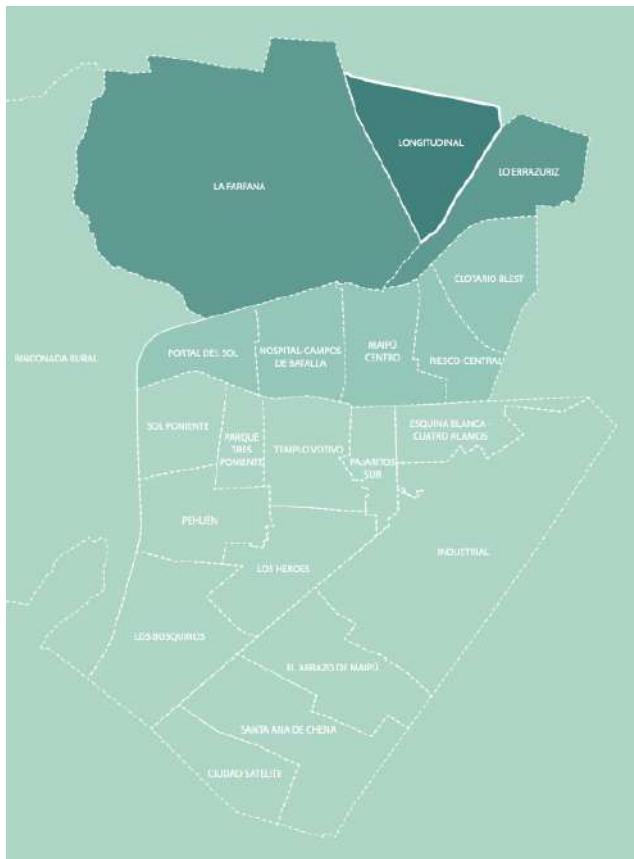 LONGITUDINAL
LO ERRAZURIZ
LA FARFANA
CLOTARIO BLEST
PORTAL DEL SOL
HOSPITAL-CAMPOS
DE BATALLA
MAIPÚ
CENTRO
RIESCO-CENTRAL
RINCONADA RURAL
SOL PONIENTE
PARQUE
TRES
PONIENTE
TEMPLO VOTIVO
PAJARITOS
SUR
ESQUINA BLANCA -
CUATRO ALAMOS
PEHUEN
LOS HEROES
INDUSTRIAL
LOS BOSQUINOS
EL ABRAZO DE MAIPÚ
SANTA ANA DE CHENA
CIUDAD SATELITE